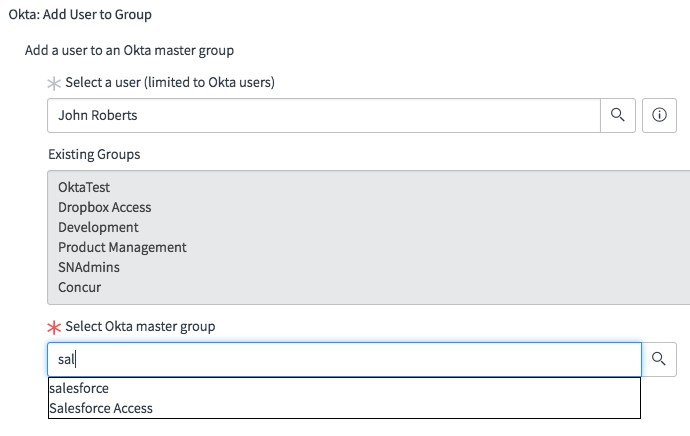 Okta: Add User to Group
Add a user to an Okta master group
Select a user (limited to Okta users)
John Roberts
Existing Groups
OktaTest
Dropbox Access
Development
Product Management
SNAdmins
Concur
Select Okta master group
sal
salesforce
Salesforce Access